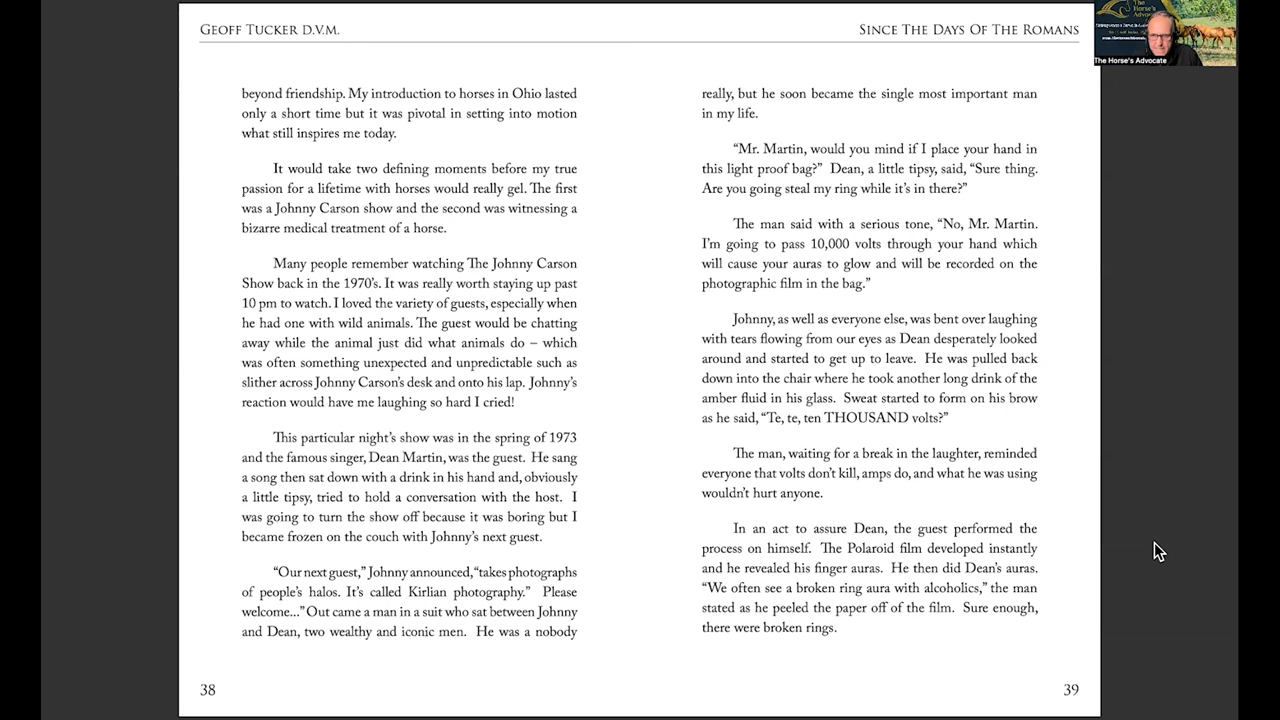 GEOFF TUCKER D.V.M.
SINCE THE DAYS OF THE ROMANS
The Horse's Advocate
beyond friendship. My introduction to horses in Ohio lasted
only a short time but it was pivotal in setting into motion
what still inspires me today.
It would take two defining moments before my true
passion for a lifetime with horses would really gel. The first
was a Johnny Carson show and the second was witnessing a
bizarre medical treatment of a horse.
Many people remember watching The Johnny Carson
Show back in the 1970's. It was really worth staying up past
10 pm to watch. I loved the variety of guests, especially when
he had one with wild animals. The guest would be chatting
away while the animal just did what animals do – which
was often something unexpected and unpredictable such as
slither across Johnny Carson's desk and onto his lap. Johnny's
reaction would have me laughing so hard I cried!
This particular night's show was in the spring of 1973
and the famous singer, Dean Martin, was the guest. He sang
a song then sat down with a drink in his hand and, obviously
a little tipsy, tried to hold a conversation with the host. I
was going to turn the show off because it was boring but I
became frozen on the couch with Johnny's next guest.
“Our next guest,” Johnny announced, “takes photographs
of people's halos. It's called Kirlian photography.” Please
welcome...” Out came a man in a suit who sat between Johnny
and Dean, two wealthy and iconic men. He was a nobody
38
really, but he soon became the single most important man
in my life.
“Mr. Martin, would you mind if I place your hand in
this light proof bag?” Dean, a little tipsy, said, “Sure thing.
Are you going steal my ring while it's in there?”
The man said with a serious tone, “No, Mr. Martin.
I'm going to pass 10,000 volts through your hand which
will cause your auras to glow and will be recorded on the
photographic film in the bag.”
Johnny, as well as everyone else, was bent over laughing
with tears flowing from our eyes as Dean desperately looked
around and started to get up to leave. He was pulled back
down into the chair where he took another long drink of the
amber fluid in his glass. Sweat started to form on his brow
as he said, “Te, te, ten THOUSAND volts?”
The man, waiting for a break in the laughter, reminded
everyone that volts don't kill, amps do, and what he was using
wouldn't hurt anyone.
In an act to assure Dean, the guest performed the
process on himself. The Polaroid film developed instantly
and he revealed his finger auras. He then did Dean's auras.
“We often see a broken ring aura with alcoholics,” the man
stated as he peeled the paper off of the film. Sure enough,
there were broken rings.
39